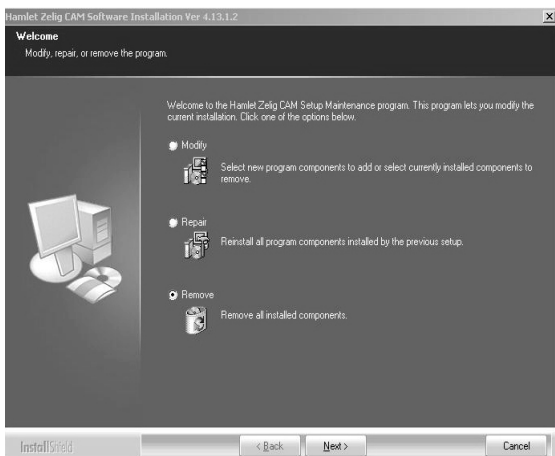 Hamlet Zelig CAM Software Installation Ver 4.13.1.2
Welcome
Modify, repair, or remove the program.
Welcome to the Hamlet Zelig CAM Setup Maintenance program. This program lets you modify the
current installation. Click one of the options below.
Modify
Select new program components to add or select currently installed components to
remove.
Repair
Reinstall all program components installed by the previous setup.
Remove
Remove all installed components.
InstallShield
< Back
Next >
Cancel